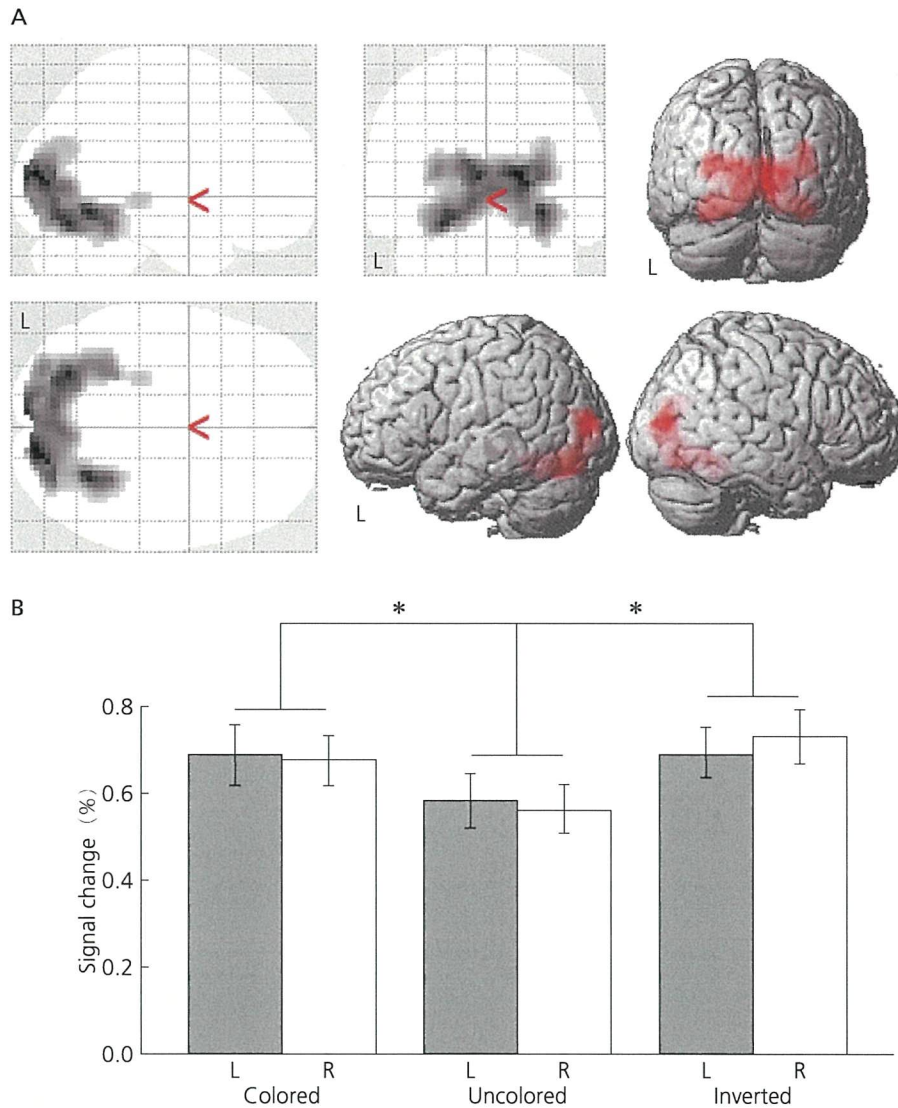 A
L
L
L
L
B
* *
Signal change (%)
0.8
0.6
0.4
0.2
0.0
L R L R L R
Colored Uncolored Inverted